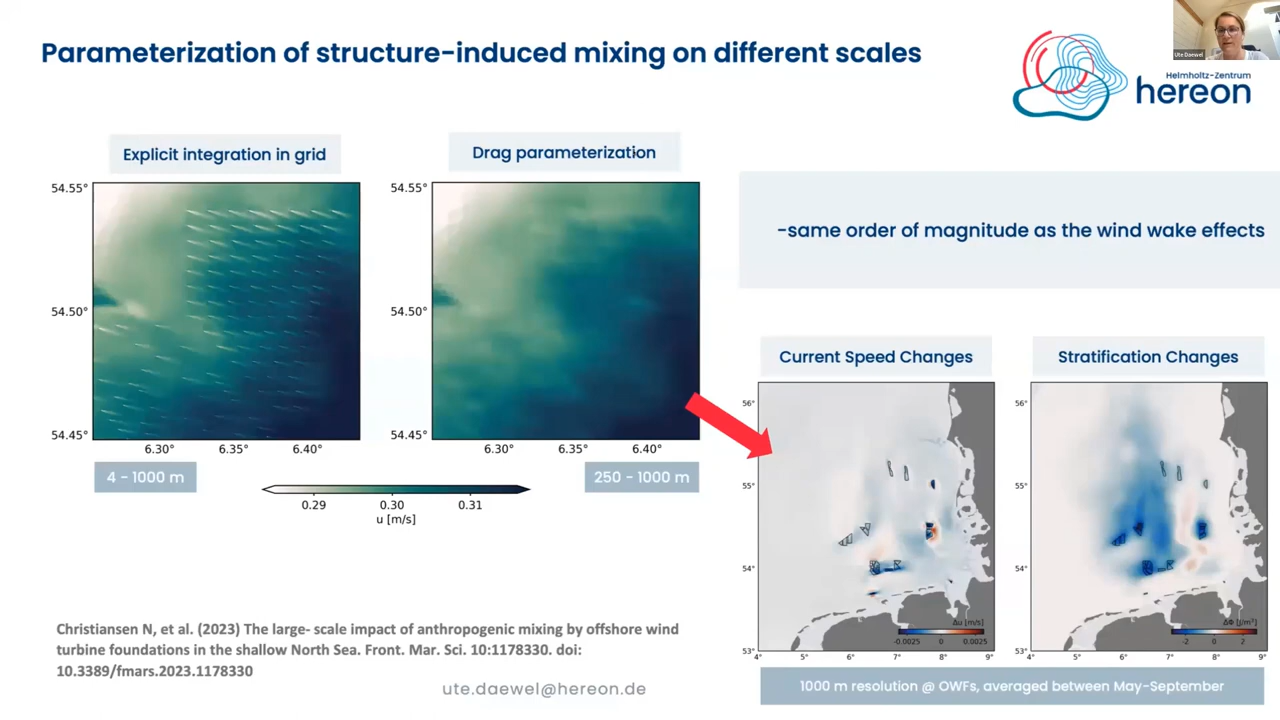 Parameterization of structure-induced mixing on different scales
Ute Daewel
Helmholtz-Zentrum
hereon
Explicit integration in grid
Drag parameterization
54.55°
54.50°
54.45°
6.30°
6.35°
6.40°
54.55°
54.50°
54.45°
6.30°
6.35°
6.40°
4 - 1000 m
250 - 1000 m
0.29
0.30
0.31
u [m/s]
-same order of magnitude as the wind wake effects
Current Speed Changes
Stratification Changes
56°
55°
54°
53°
4°
5°
6°
7°
8°
9°
Δu [m/s]
-0.0025
0
0.0025
56°
55°
54°
53°
4°
5°
6°
7°
8°
9°
ΔΦ [J/m³]
-2
0
2
1000 m resolution @ OWFs, averaged between May-September
Christiansen N, et al. (2023) The large- scale impact of anthropogenic mixing by offshore wind
turbine foundations in the shallow North Sea. Front. Mar. Sci. 10:1178330. doi:
10.3389/fmars.2023.1178330
ute.daewel@hereon.de